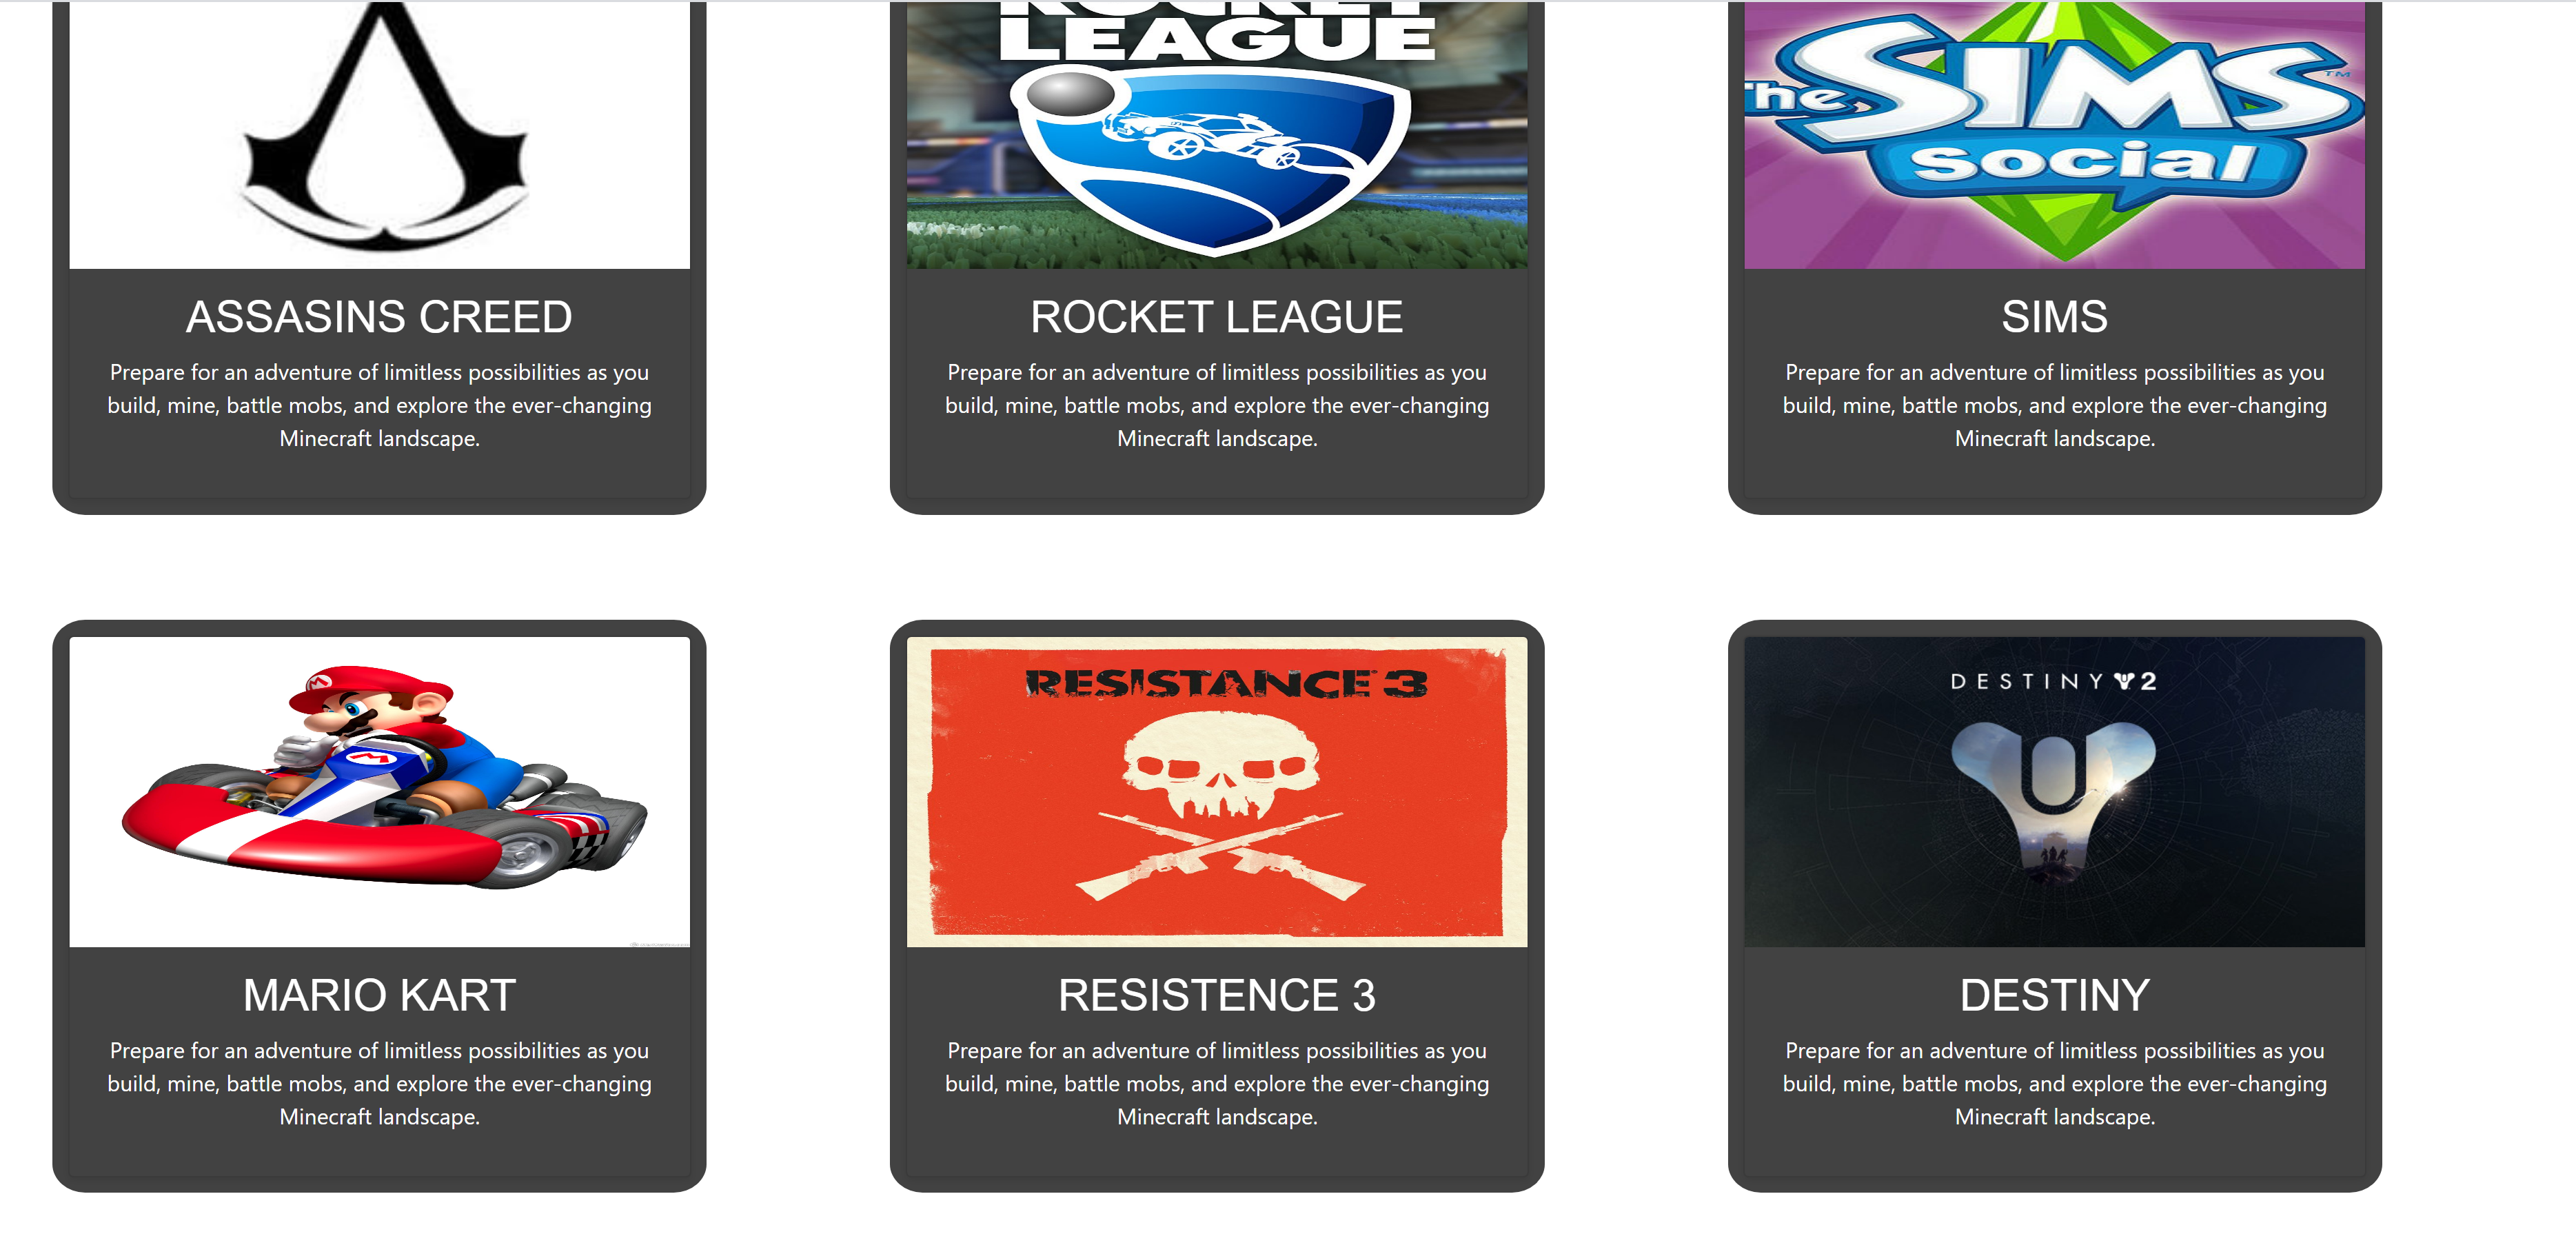 ROCKET
LEAGUE
The SIMS ™
social
ASSASINS CREED
ROCKET LEAGUE
SIMS
Prepare for an adventure of limitless possibilities as you
build, mine, battle mobs, and explore the ever-changing
Minecraft landscape.
Prepare for an adventure of limitless possibilities as you
build, mine, battle mobs, and explore the ever-changing
Minecraft landscape.
Prepare for an adventure of limitless possibilities as you
build, mine, battle mobs, and explore the ever-changing
Minecraft landscape.
M
M
RESISTANCE 3
DESTINY 2
MARIO KART
RESISTENCE 3
DESTINY
Prepare for an adventure of limitless possibilities as you
build, mine, battle mobs, and explore the ever-changing
Minecraft landscape.
Prepare for an adventure of limitless possibilities as you
build, mine, battle mobs, and explore the ever-changing
Minecraft landscape.
Prepare for an adventure of limitless possibilities as you
build, mine, battle mobs, and explore the ever-changing
Minecraft landscape.